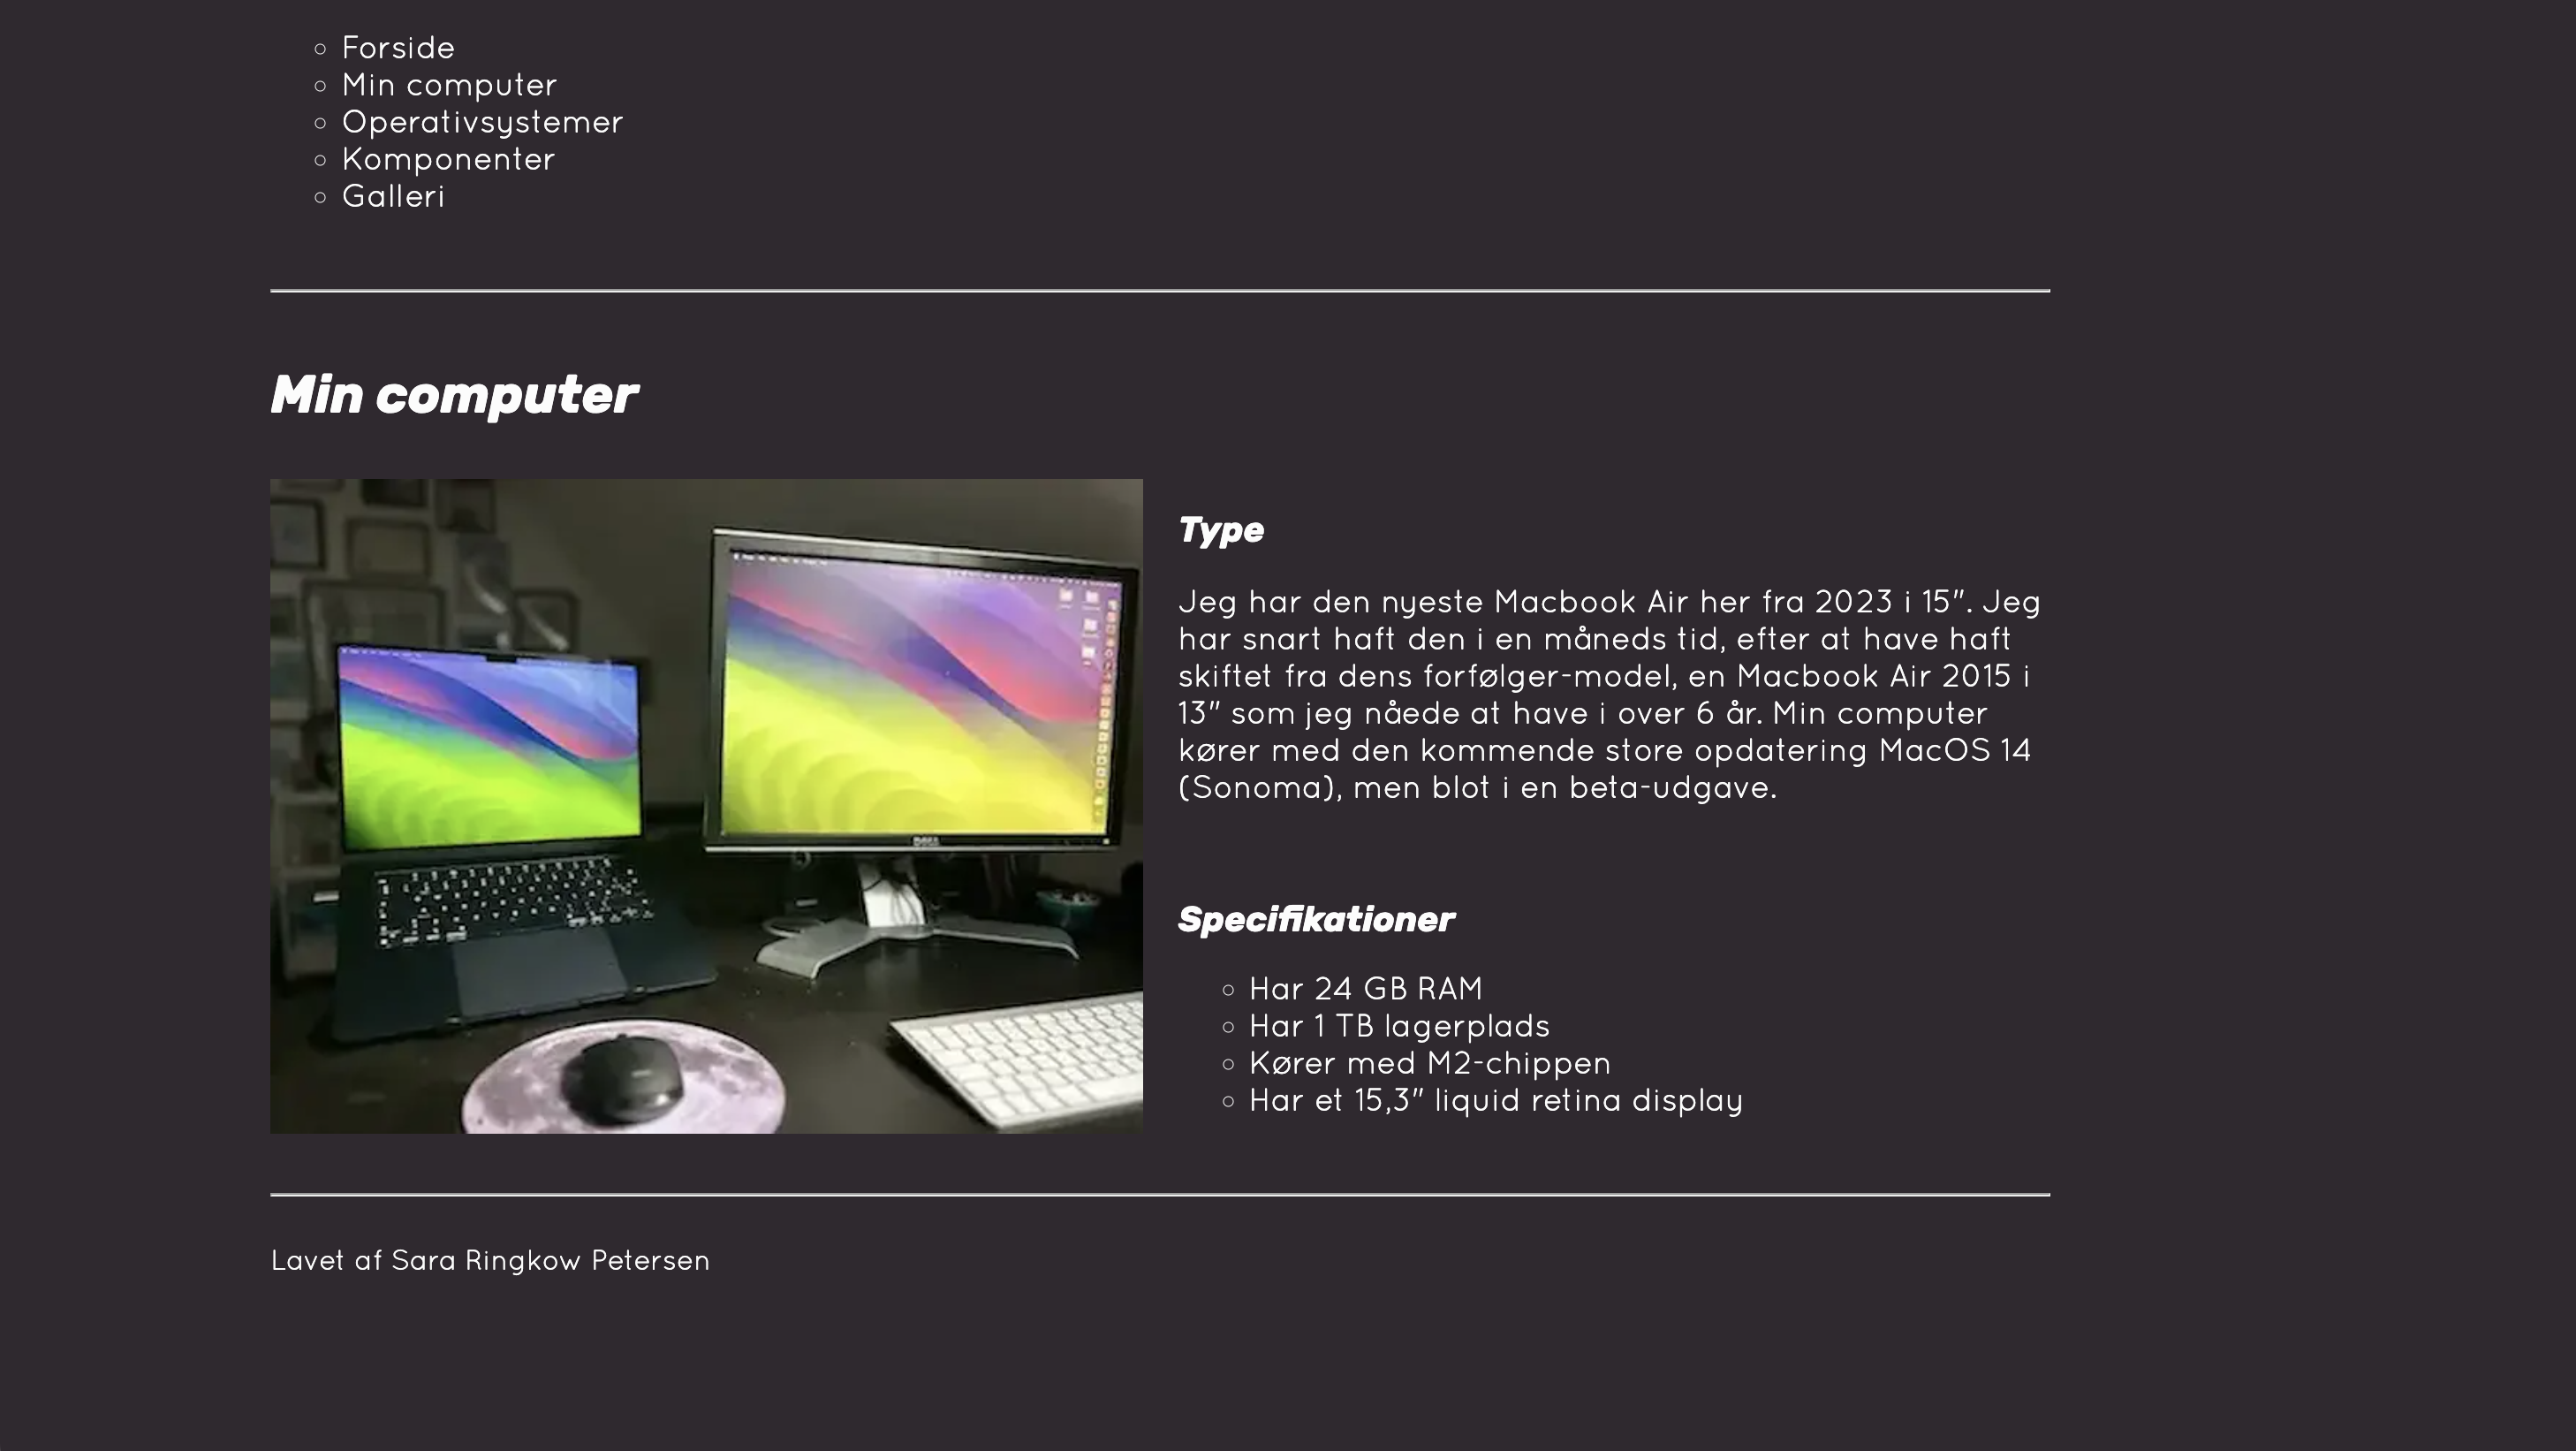 Forside
Min computer
Operativsystemer
Komponenter
Galleri
Min computer
Type
Jeg har den nyeste Macbook Air her fra 2023 i 15". Jeg
har snart haft den i en måneds tid, efter at have haft
skiftet fra dens forfølger-model, en Macbook Air 2015 i
13" som jeg nåede at have i over 6 år. Min computer
kører med den kommende store opdatering MacOS 14
(Sonoma), men blot i en beta-udgave.
Specifikationer
Har 24 GB RAM
Har 1 TB lagerplads
Kører med M2-chippen
Har et 15,3" liquid retina display
Lavet af Sara Ringkow Petersen